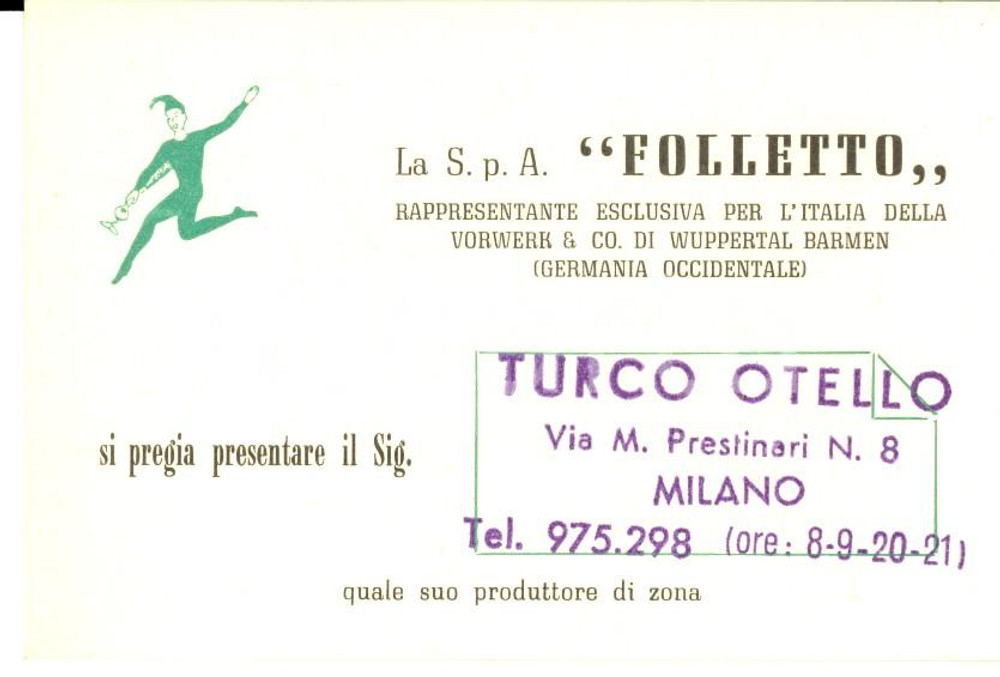 La S. p. A. “FOLLETTO„
RAPPRESENTANTE ESCLUSIVA PER L'ITALIA DELLA
VORWERK & CO. DI WUPPERTAL BARMEN
(GERMANIA OCCIDENTALE)
si pregia presentare il Sig.
TURCO OTELLO
Via M. Prestinari N. 8
MILANO
Tel. 975.298 (ore: 8-9-20-21)
quale suo produttore di zona